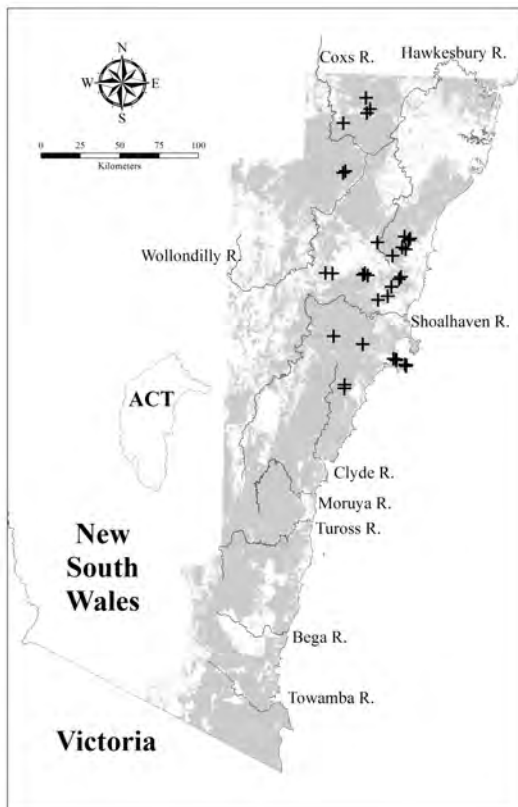 Coxs R.
Hawkesbury R.
N
W
E
S
0 25 50 75 100
Kilometers
Wollondilly R.
Shoalhaven R.
ACT
Clyde R.
Moruya R.
Tuross R.
New
South
Wales
Bega R.
Towamba R.
Victoria